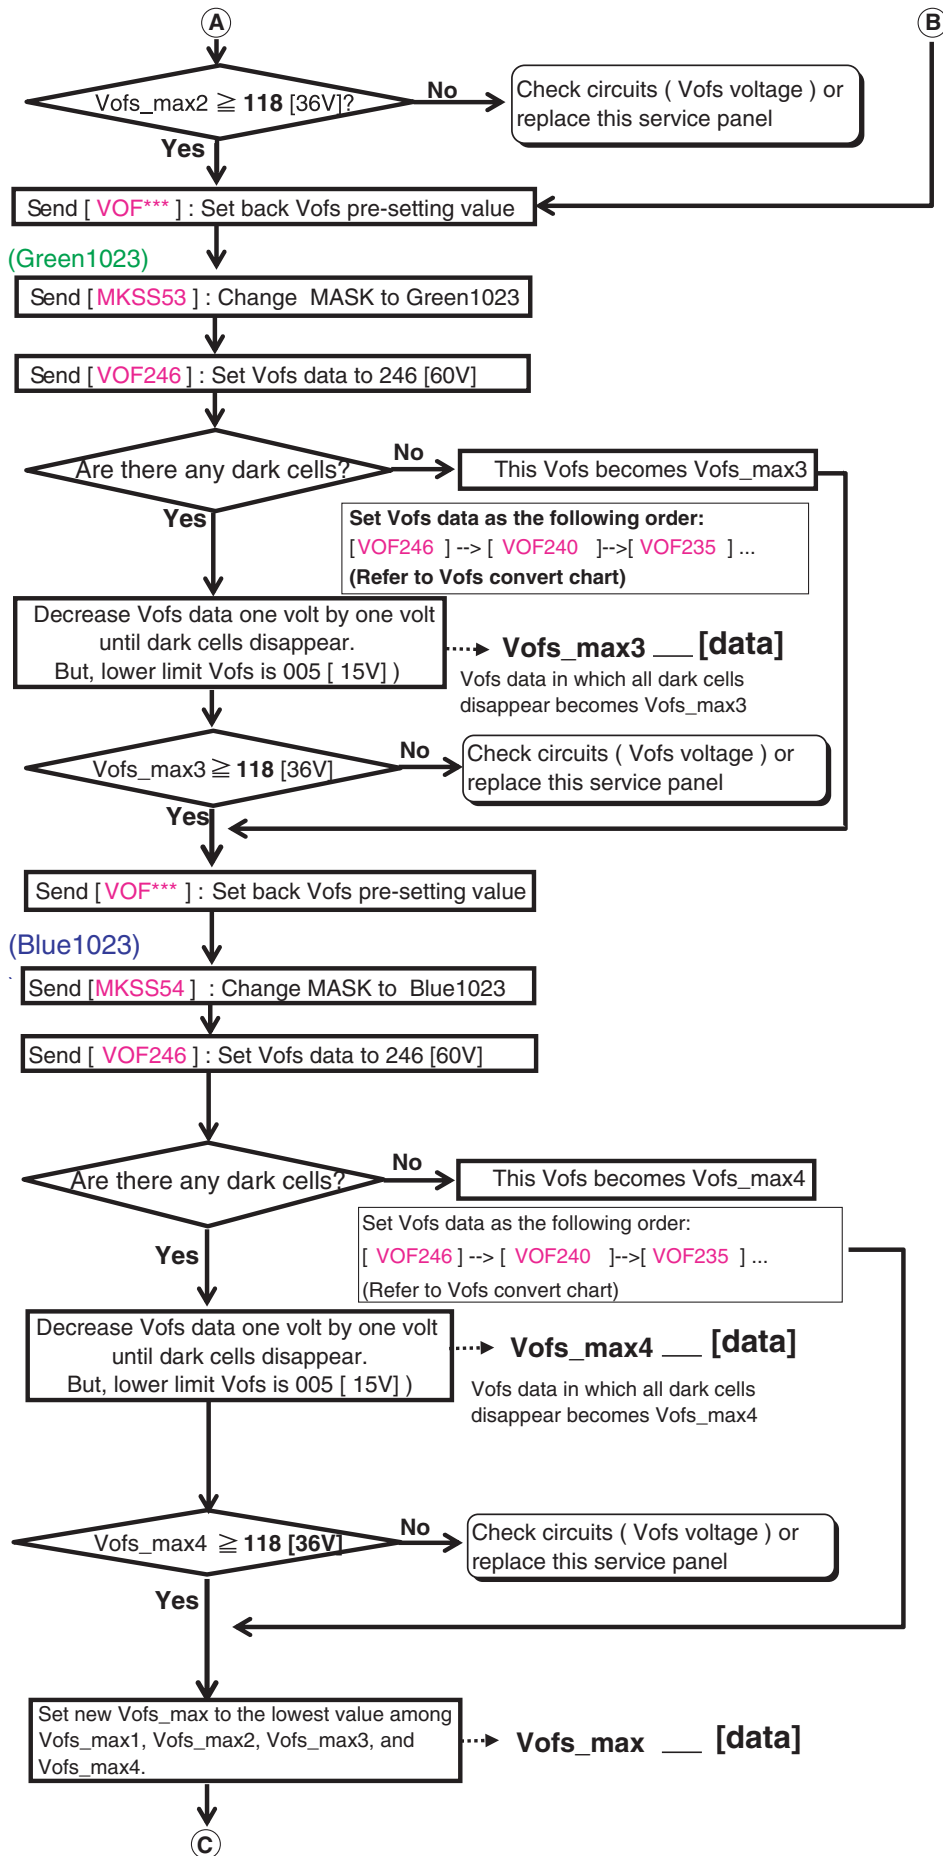 A
B
Vofs_max2 ≧ 118 [36V]?
No
Check circuits ( Vofs voltage ) or
replace this service panel
Yes
Send [ VOF*** ] : Set back Vofs pre-setting value
(Green1023)
Send [MKSS53 ] : Change MASK to Green1023
Send [VOF246 ] : Set Vofs data to 246 [60V]
Are there any dark cells?
No
This Vofs becomes Vofs_max3
Yes
Set Vofs data as the following order:
[VOF246 ] --> [ VOF240 ]-->[ VOF235 ] ...
(Refer to Vofs convert chart)
Decrease Vofs data one volt by one volt
until dark cells disappear.
But, lower limit Vofs is 005 [ 15V] )
Vofs_max3 ___ [data]
Vofs data in which all dark cells
disappear becomes Vofs_max3
Vofs_max3 ≧ 118 [36V]
No
Check circuits ( Vofs voltage ) or
replace this service panel
Yes
Send [ VOF*** ] : Set back Vofs pre-setting value
(Blue1023)
Send [MKSS54 ] : Change MASK to Blue1023
Send [ VOF246 ] : Set Vofs data to 246 [60V]
Are there any dark cells?
No
This Vofs becomes Vofs_max4
Yes
Set Vofs data as the following order:
[ VOF246 ] --> [ VOF240 ]-->[ VOF235 ] ...
(Refer to Vofs convert chart)
Decrease Vofs data one volt by one volt
until dark cells disappear.
But, lower limit Vofs is 005 [ 15V] )
Vofs_max4 ___ [data]
Vofs data in which all dark cells
disappear becomes Vofs_max4
Vofs_max4 ≧ 118 [36V]
No
Check circuits ( Vofs voltage ) or
replace this service panel
Yes
Set new Vofs_max to the lowest value among
Vofs_max1, Vofs_max2, Vofs_max3, and
Vofs_max4.
Vofs_max ___ [data]
C